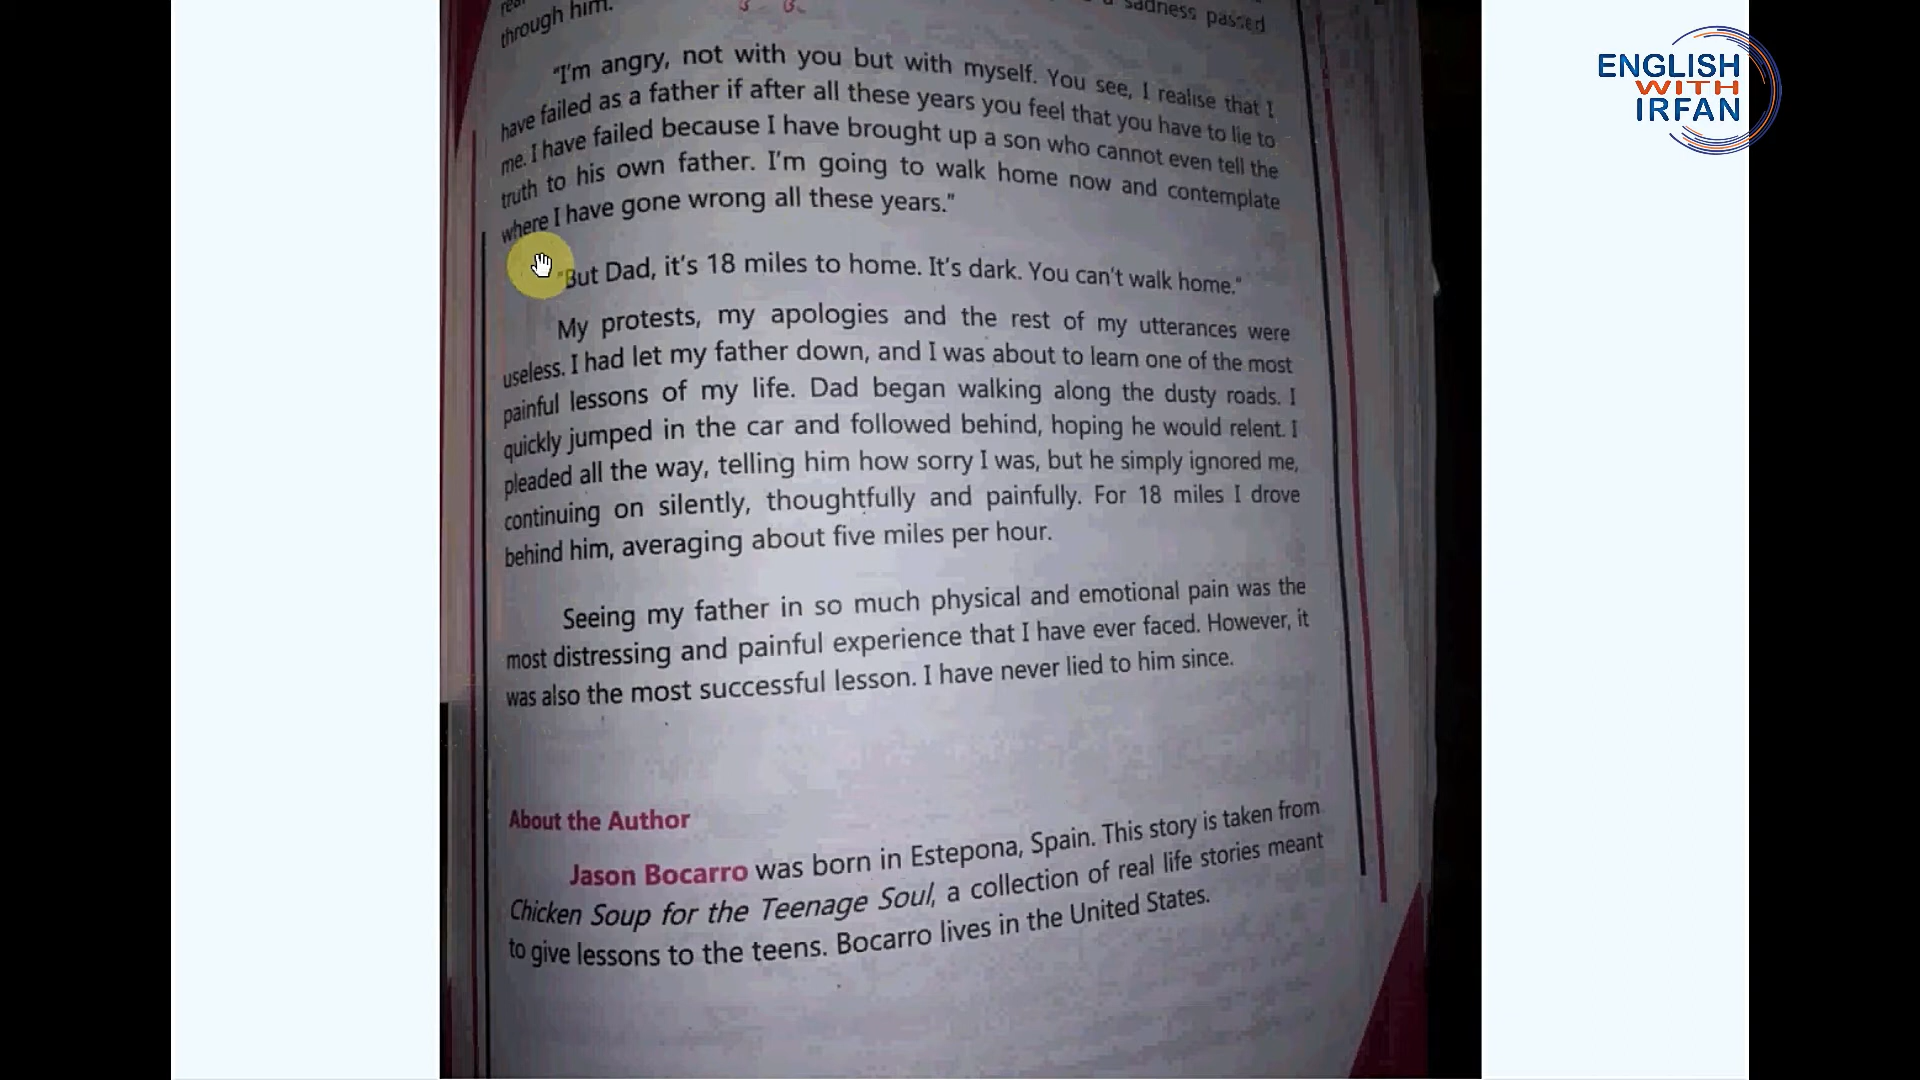 through him.
sadness passed
"I'm angry, not with you but with myself. You see, I realise that I
have failed as a father if after all these years you feel that you have to lie to
me. I have failed because I have brought up a son who cannot even tell the
truth to his own father. I'm going to walk home now and contemplate
where I have gone wrong all these years."
"But Dad, it's 18 miles to home. It's dark. You can't walk home."
My protests, my apologies and the rest of my utterances were
useless. I had let my father down, and I was about to learn one of the most
painful lessons of my life. Dad began walking along the dusty roads. I
quickly jumped in the car and followed behind, hoping he would relent. I
pleaded all the way, telling him how sorry I was, but he simply ignored me,
continuing on silently, thoughtfully and painfully. For 18 miles I drove
behind him, averaging about five miles per hour.
Seeing my father in so much physical and emotional pain was the
most distressing and painful experience that I have ever faced. However, it
was also the most successful lesson. I have never lied to him since.
About the Author
Jason Bocarro was born in Estepona, Spain. This story is taken from
Chicken Soup for the Teenage Soul, a collection of real life stories meant
to give lessons to the teens. Bocarro lives in the United States.
ENGLISH
WITH
IRFAN